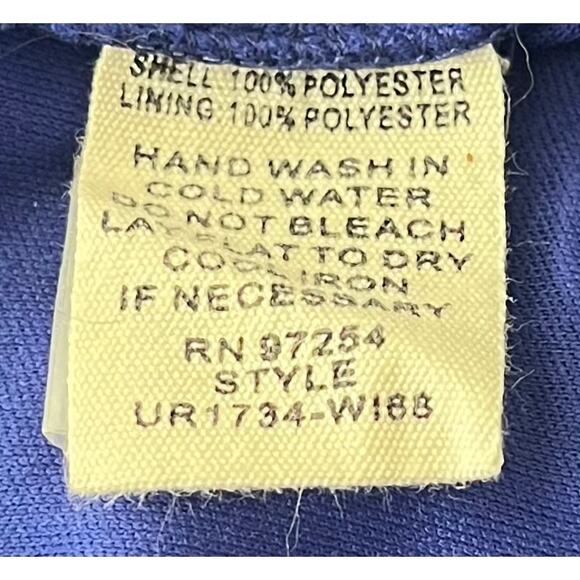 SHELL 100% POLYESTER
LINING 100% POLYESTER
HAND WASH IN
COLD WATER
DO NOT BLEACH
LAY FLAT TO DRY
COOL IRON
IF NECESSARY
RN 97254
STYLE
UR1734-W18B